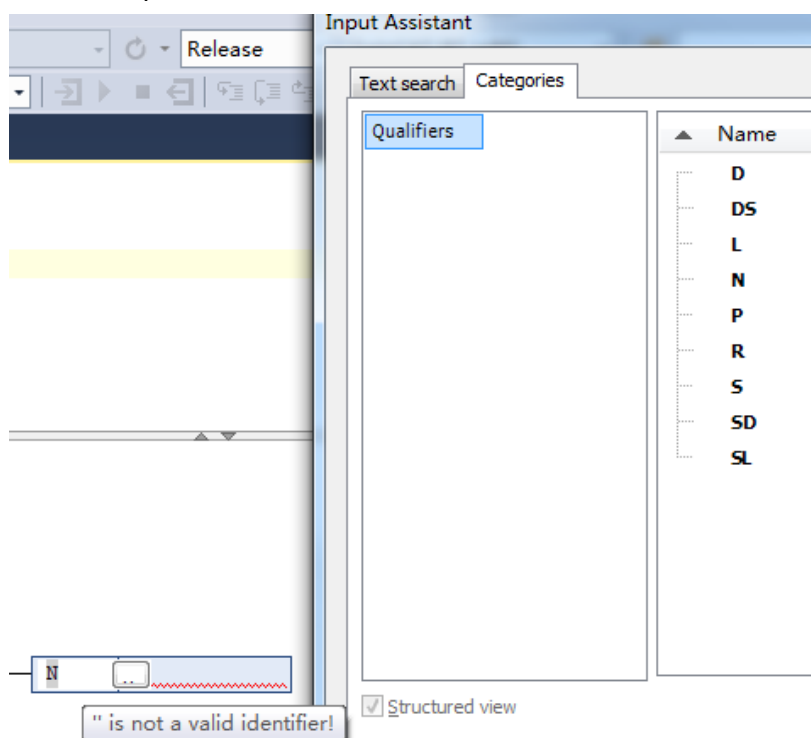 Input Assistant
Release
Text search Categories
Qualifiers
Name
D
DS
L
N
P
R
S
SD
SL
N ..
Structured view
'' is not a valid identifier!